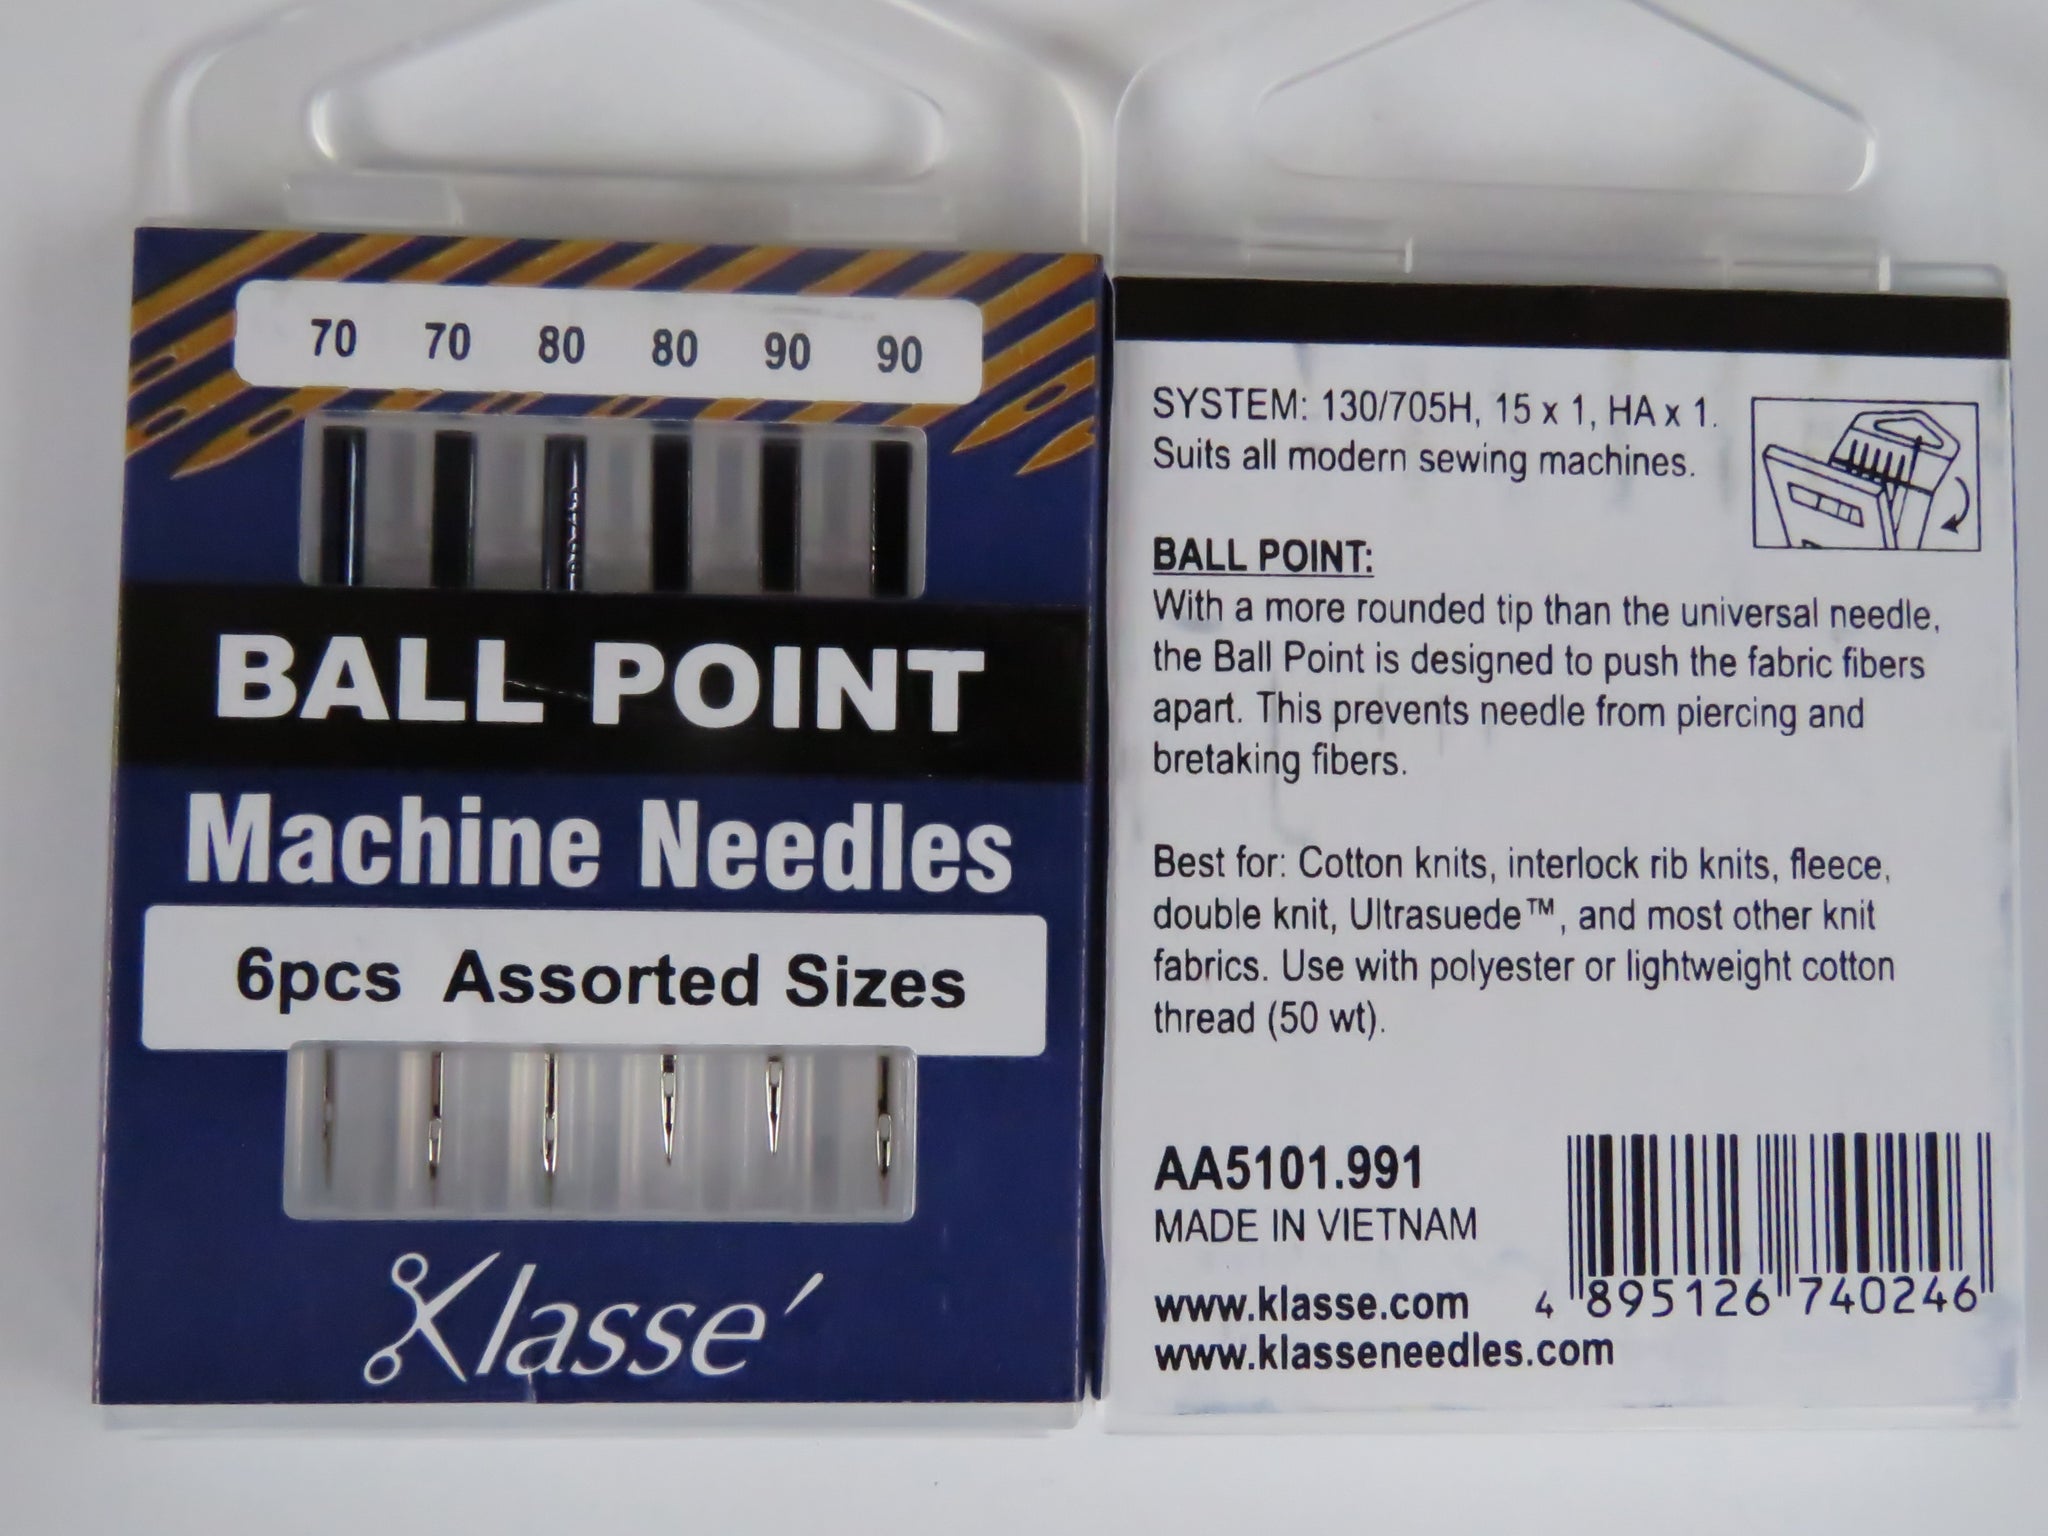 70 70 80 80 90 90
BALL POINT
Machine Needles
6pcs Assorted Sizes
Klasse'
SYSTEM: 130/705H, 15 x 1, HA x 1.
Suits all modern sewing machines.
BALL POINT:
With a more rounded tip than the universal needle,
the Ball Point is designed to push the fabric fibers
apart. This prevents needle from piercing and
bretaking fibers.
Best for: Cotton knits, interlock rib knits, fleece,
double knit, Ultrasuede™, and most other knit
fabrics. Use with polyester or lightweight cotton
thread (50 wt).
AA5101.991
MADE IN VIETNAM
www.klasse.com
www.klasseneedles.com
4 895126 740246